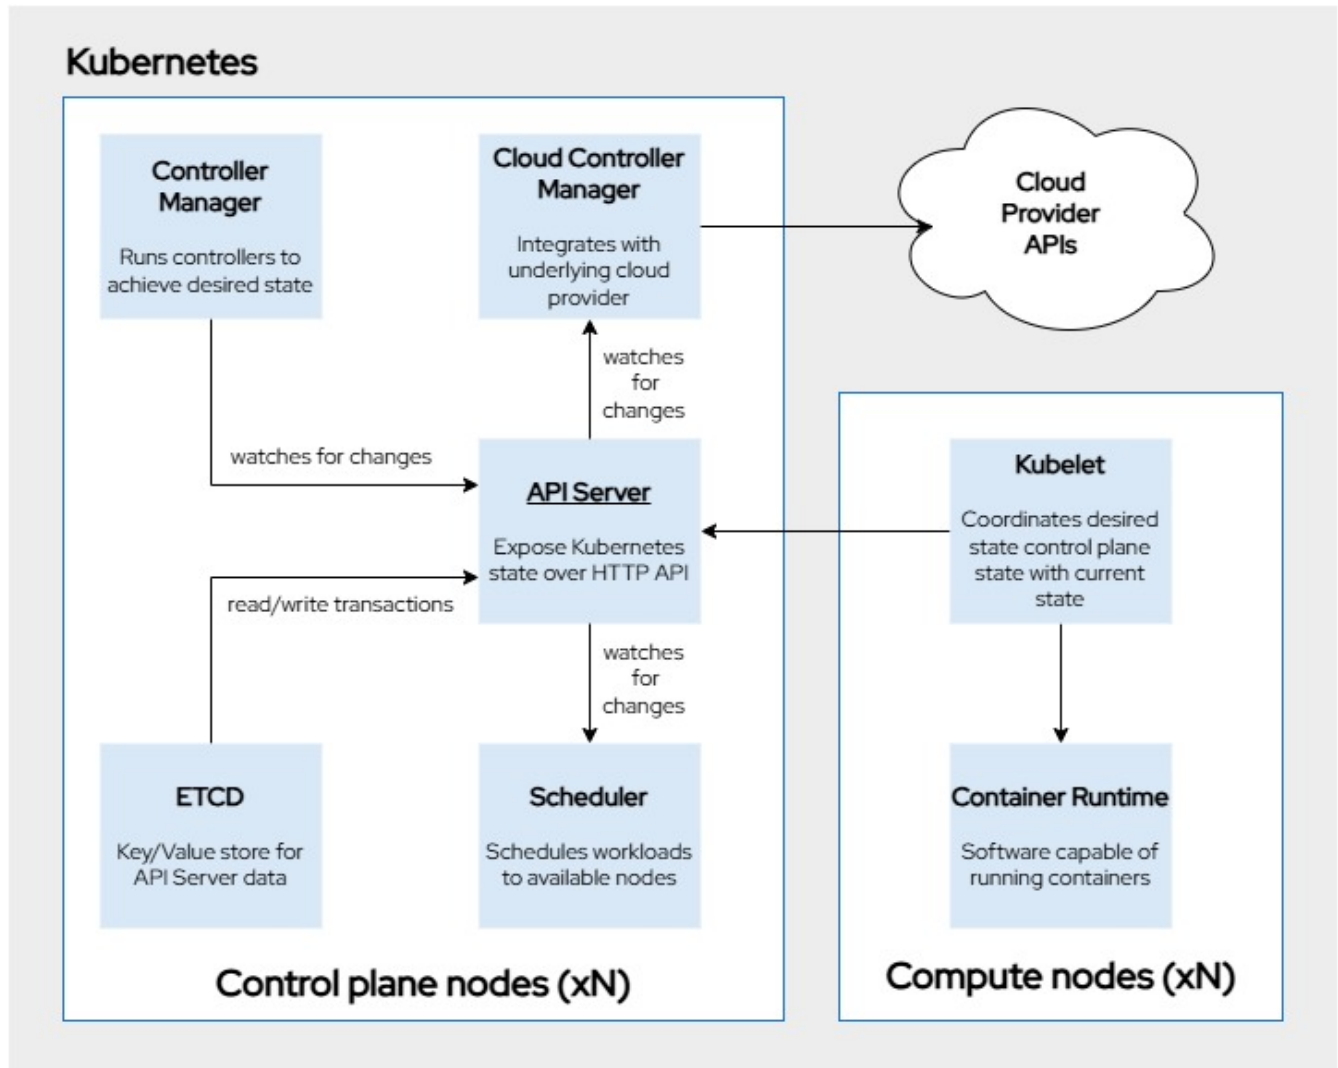 Kubernetes
Controller
Manager
Runs controllers to
achieve desired state
Cloud Controller
Manager
Integrates with
underlying cloud
provider
Cloud
Provider
APIs
watches
for
changes
watches for changes
API Server
Expose Kubernetes
state over HTTP API
Kubelet
Coordinates desired
state control plane
state with current
state
read/write transactions
watches
for
changes
ETCD
Key/Value store for
API Server data
Scheduler
Schedules workloads
to available nodes
Container Runtime
Software capable of
running containers
Control plane nodes (xN)
Compute nodes (xN)